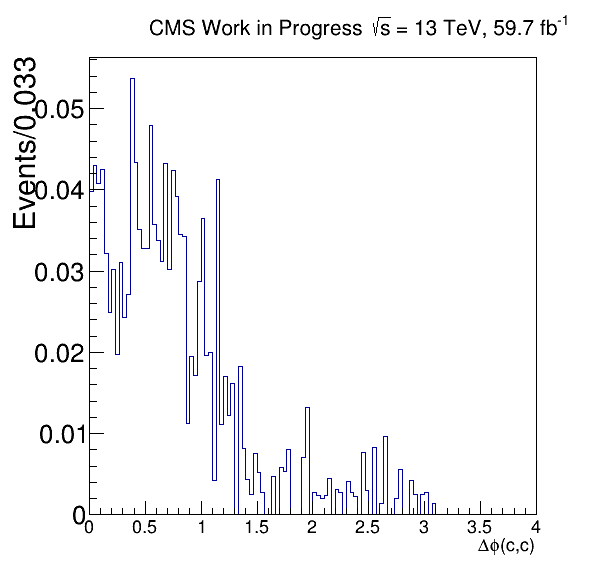 CMS Work in Progress √s = 13 TeV, 59.7 fb⁻¹
Events/0.033
0.05
0.04
0.03
0.02
0.01
0
0 0.5 1 1.5 2 2.5 3 3.5 4
Δϕ(c,c)